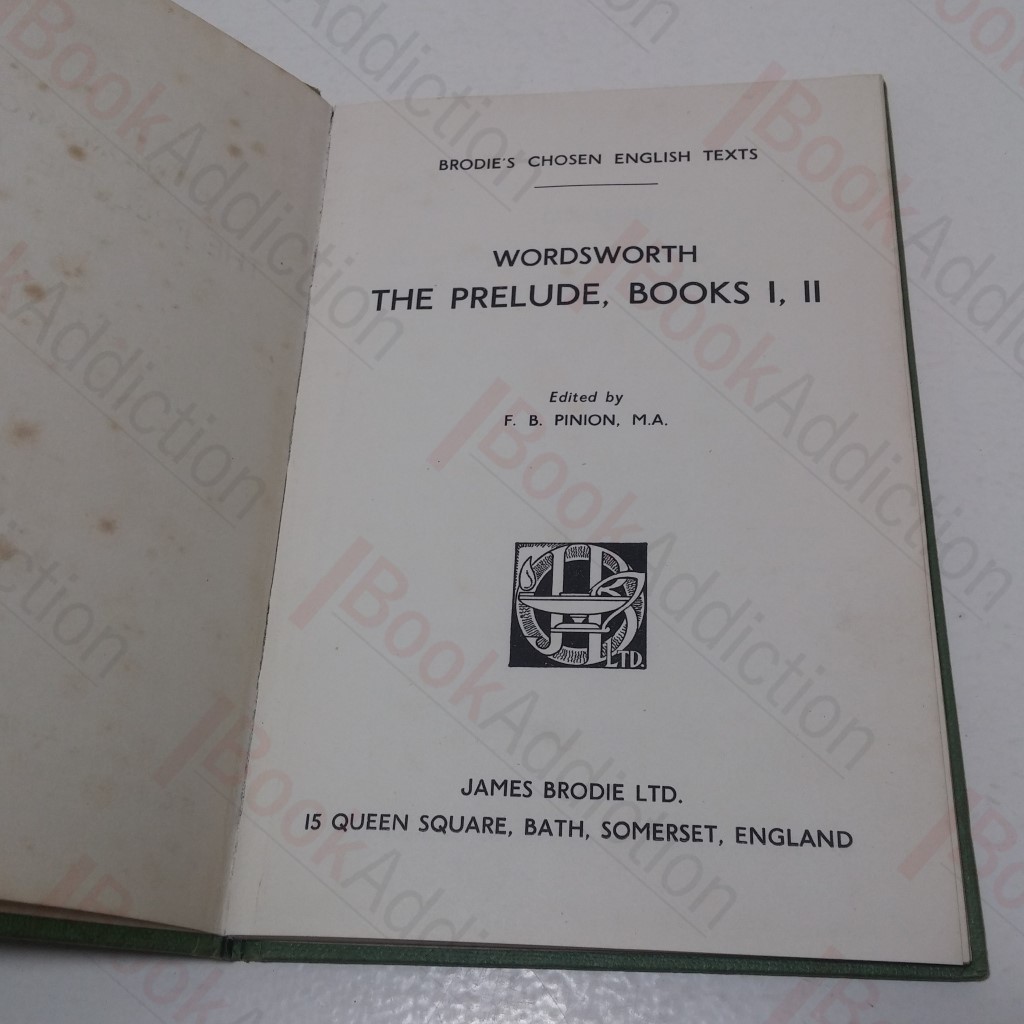 BRODIE'S CHOSEN ENGLISH TEXTS
WORDSWORTH
THE PRELUDE, BOOKS I, II
Edited by
F. B. PINION, M.A.
LTD.
JAMES BRODIE LTD.
15 QUEEN SQUARE, BATH, SOMERSET, ENGLAND
BookAddiction